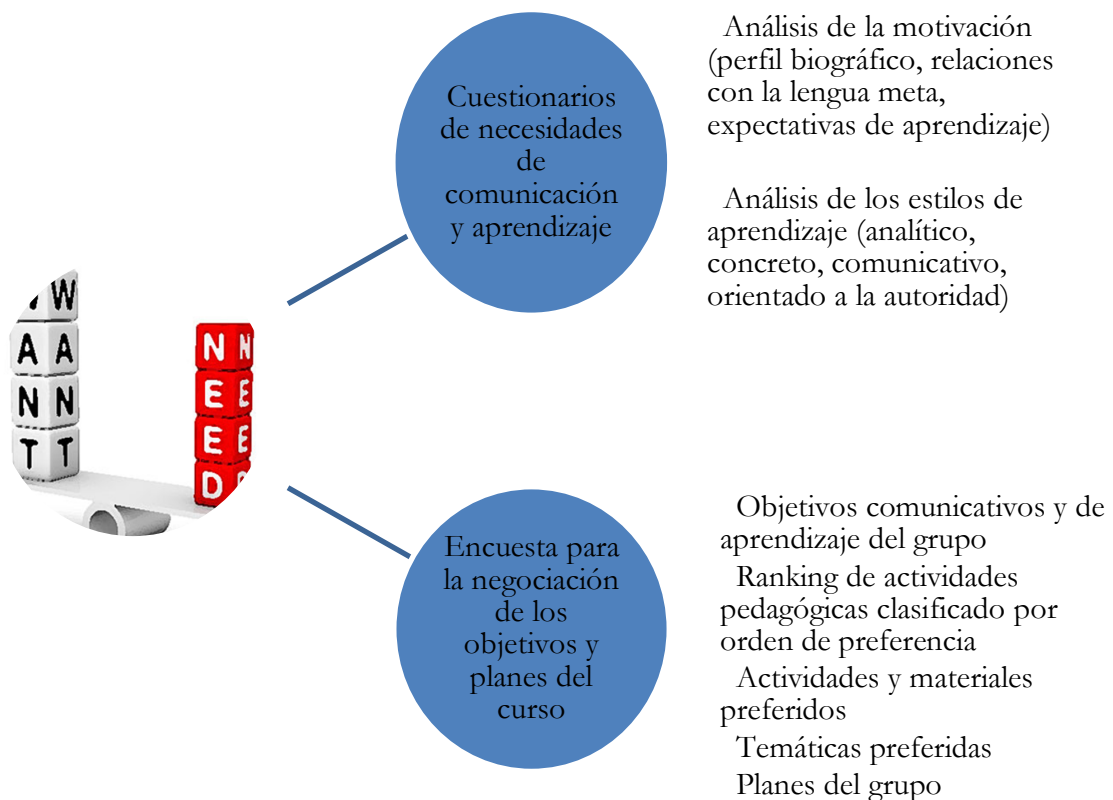 Cuestionarios
de necesidades
de
comunicación
y aprendizaje
Análisis de la motivación
(perfil biográfico, relaciones
con la lengua meta,
expectativas de aprendizaje)
Análisis de los estilos de
aprendizaje (analítico,
concreto, comunicativo,
orientado a la autoridad)
W
A A
N N
T T
N N
E E
E E
D D
Encuesta para
la negociación
de los
objetivos y
planes del
curso
Objetivos comunicativos y de
aprendizaje del grupo
Ranking de actividades
pedagógicas clasificado por
orden de preferencia
Actividades y materiales
preferidos
Temáticas preferidas
Planes del grupo